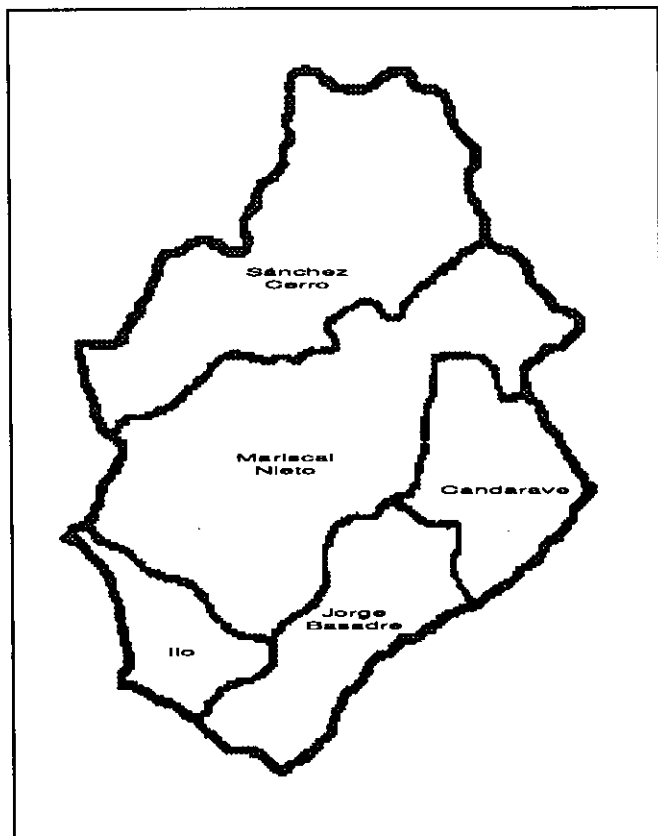 Sánchez
Cerro
Mariscal
Nieto
Candarave
Jorge
Basadre
Ilo